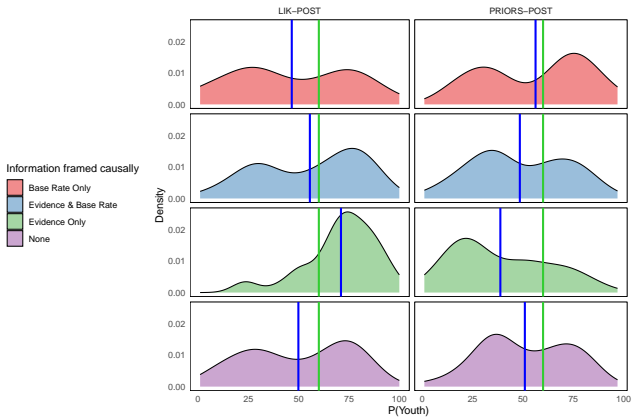 LIK−POST
PRIORS−POST
Information framed causally
Base Rate Only
Evidence & Base Rate
Evidence Only
None
Density
0.02
0.01
0.00
0.02
0.01
0.00
0.02
0.01
0.00
0.02
0.01
0.00
0 25 50 75 100 0 25 50 75 100
P(Youth)